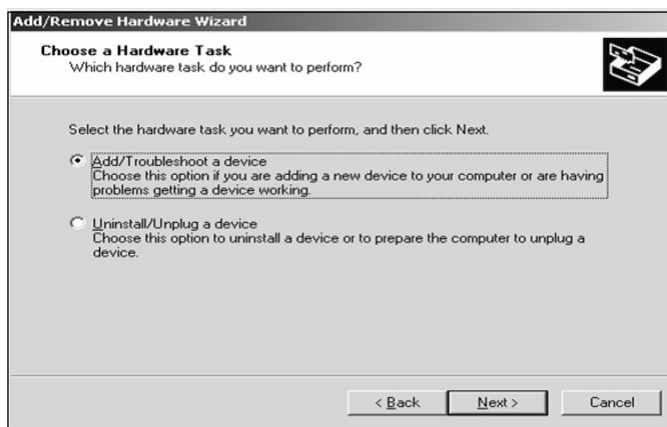 Add/Remove Hardware Wizard
Choose a Hardware Task
Which hardware task do you want to perform?
Select the hardware task you want to perform, and then click Next.
Add/Troubleshoot a device
Choose this option if you are adding a new device to your computer or are having
problems getting a device working.
Uninstall/Unplug a device
Choose this option to uninstall a device or to prepare the computer to unplug a
device.
< Back Next > Cancel